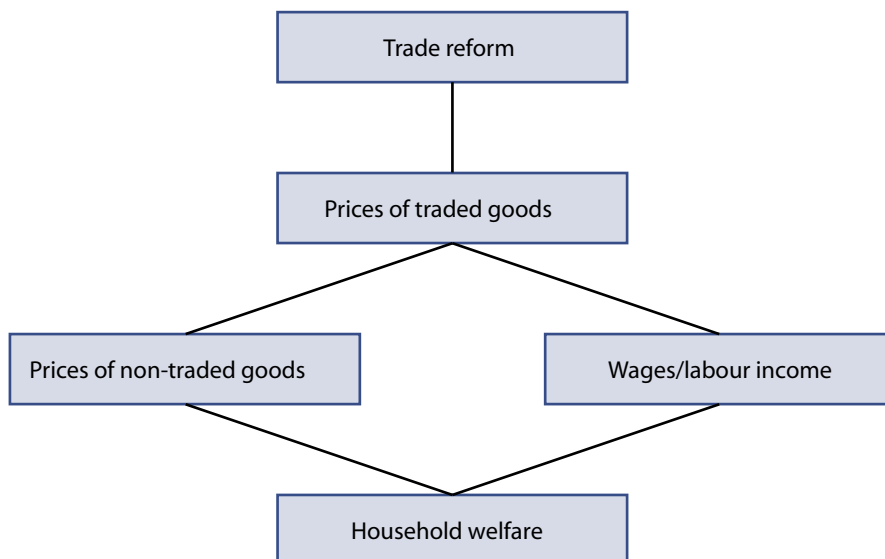 Trade reform
Prices of traded goods
Prices of non-traded goods
Wages/labour income
Household welfare